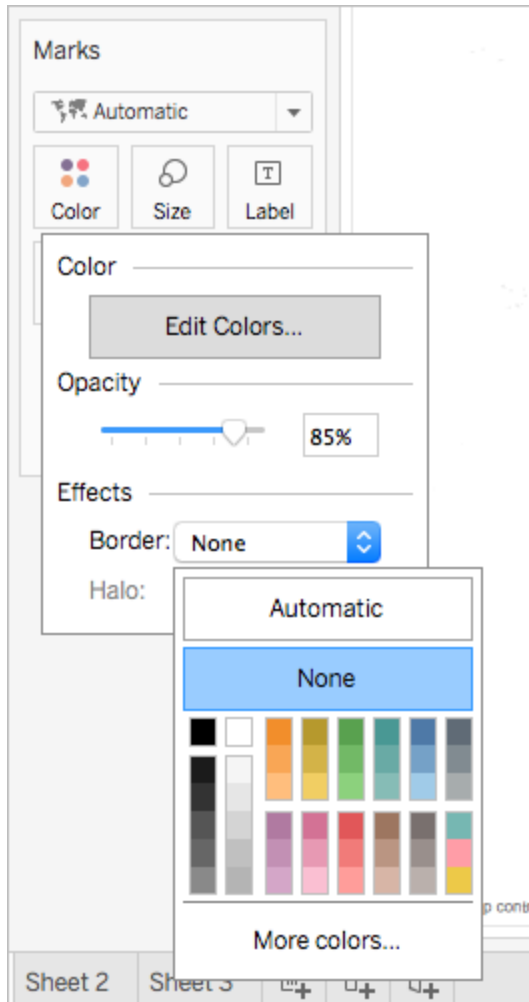 Marks
Automatic
Color Size Label
Color
Edit Colors...
Opacity
85%
Effects
Border: None
Halo:
Automatic
None
More colors...
Sheet 2 Sheet 3